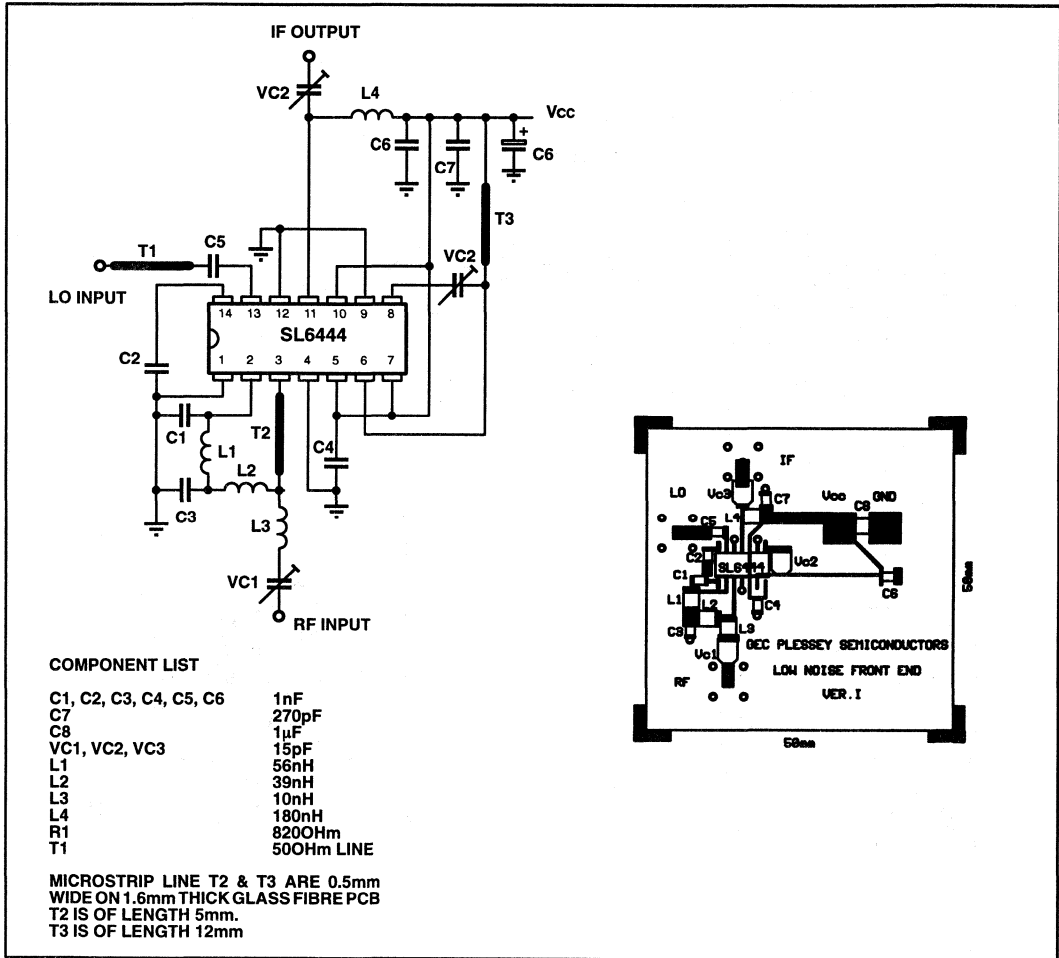 IF OUTPUT
VC2
L4
VCC
C6
C7
+
C6
T3
VC2
T1
C5
LO INPUT
14 13 12 11 10 9 8
SL6444
1 2 3 4 5 6 7
C2
C1
L1
T2
C4
L2
C3
L3
VC1
RF INPUT
COMPONENT LIST
C1, C2, C3, C4, C5, C6 1nF
C7 270pF
C8 1µF
VC1, VC2, VC3 15pF
L1 56nH
L2 39nH
L3 10nH
L4 180nH
R1 820OHm
T1 50OHm LINE
MICROSTRIP LINE T2 & T3 ARE 0.5mm
WIDE ON 1.6mm THICK GLASS FIBRE PCB
T2 IS OF LENGTH 5mm.
T3 IS OF LENGTH 12mm
IF
LO
Vc3
C7
Vcc
GND
C8
L4
C5
C2
SL6444
Vc2
C1
C6
L1
L2
C4
C3
L3
Vc1
GEC PLESSEY SEMICONDUCTORS
LOW NOISE FRONT END
RF
VER.I
50mm
50mm